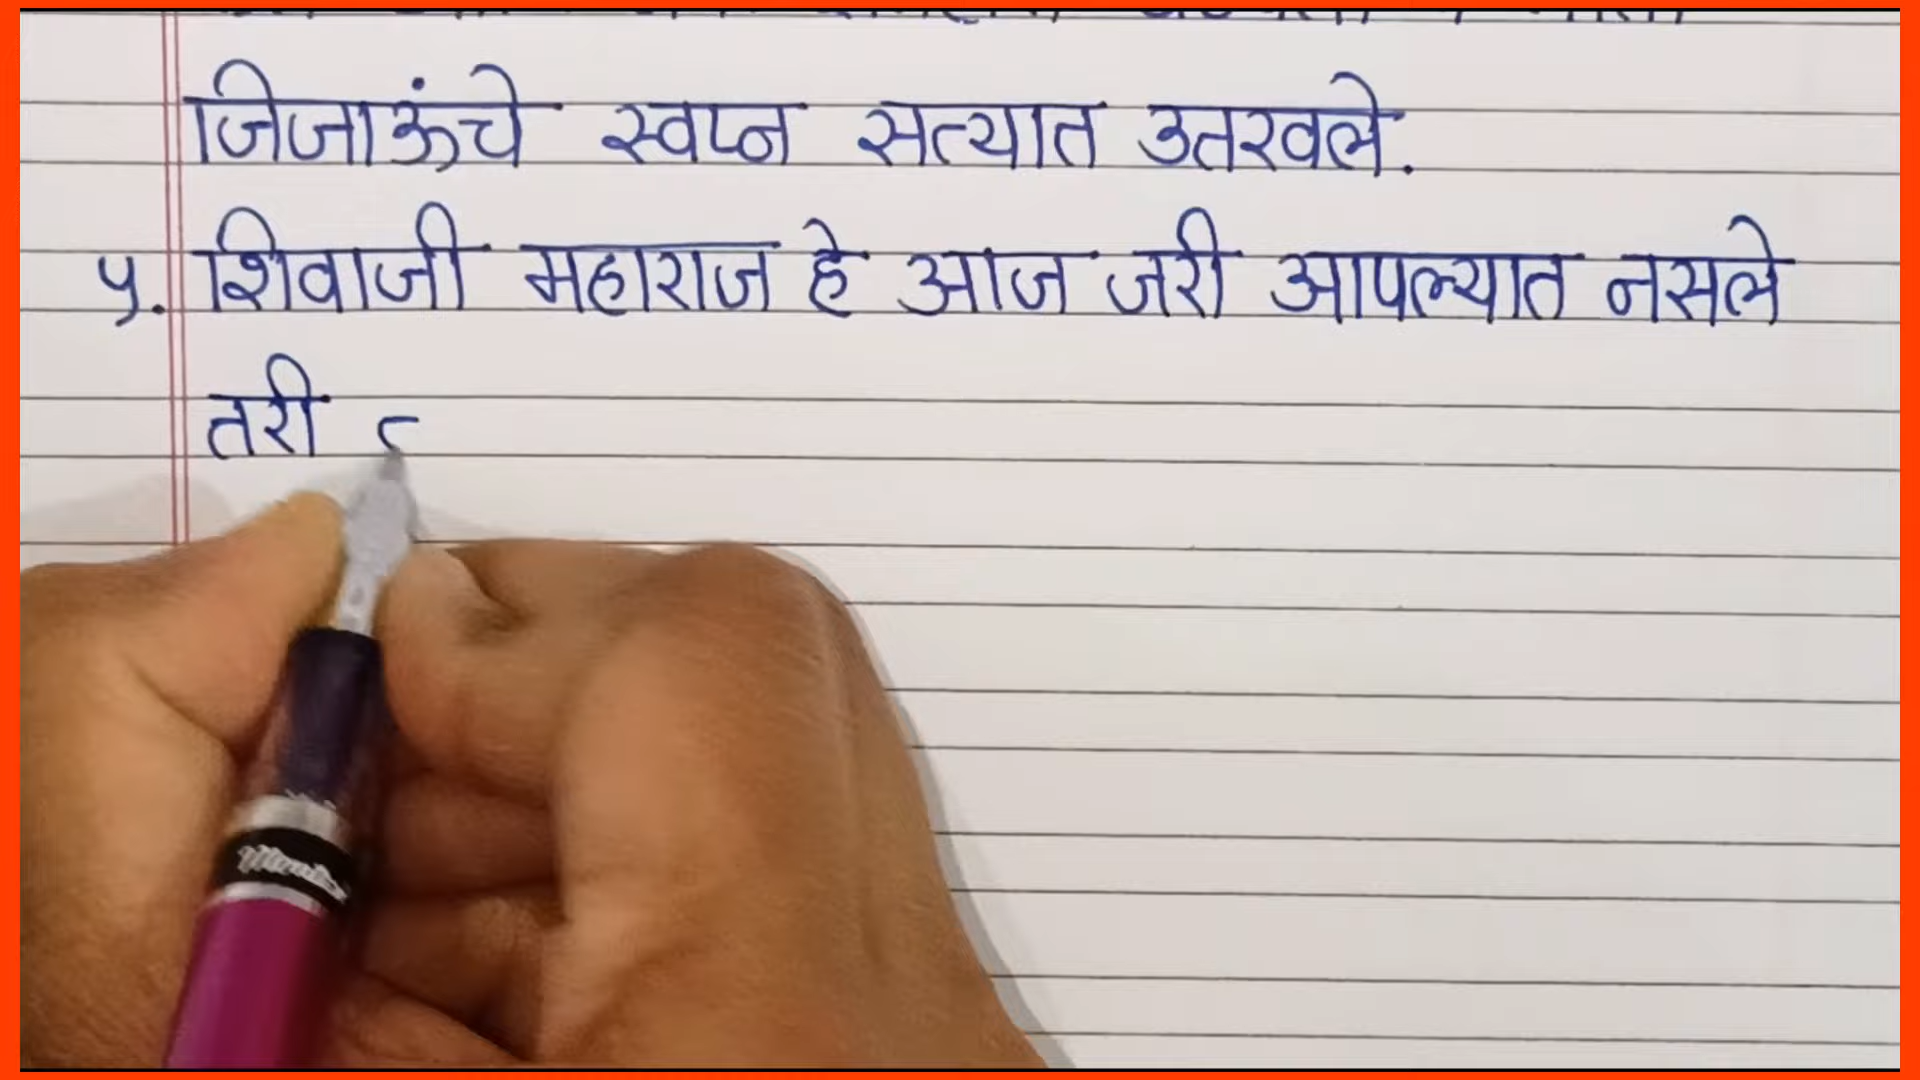 जिजाऊंचे स्वप्न सत्यात उतरवले.
५. शिवाजी महाराज हे आज जरी आपल्यात नसले
तरी